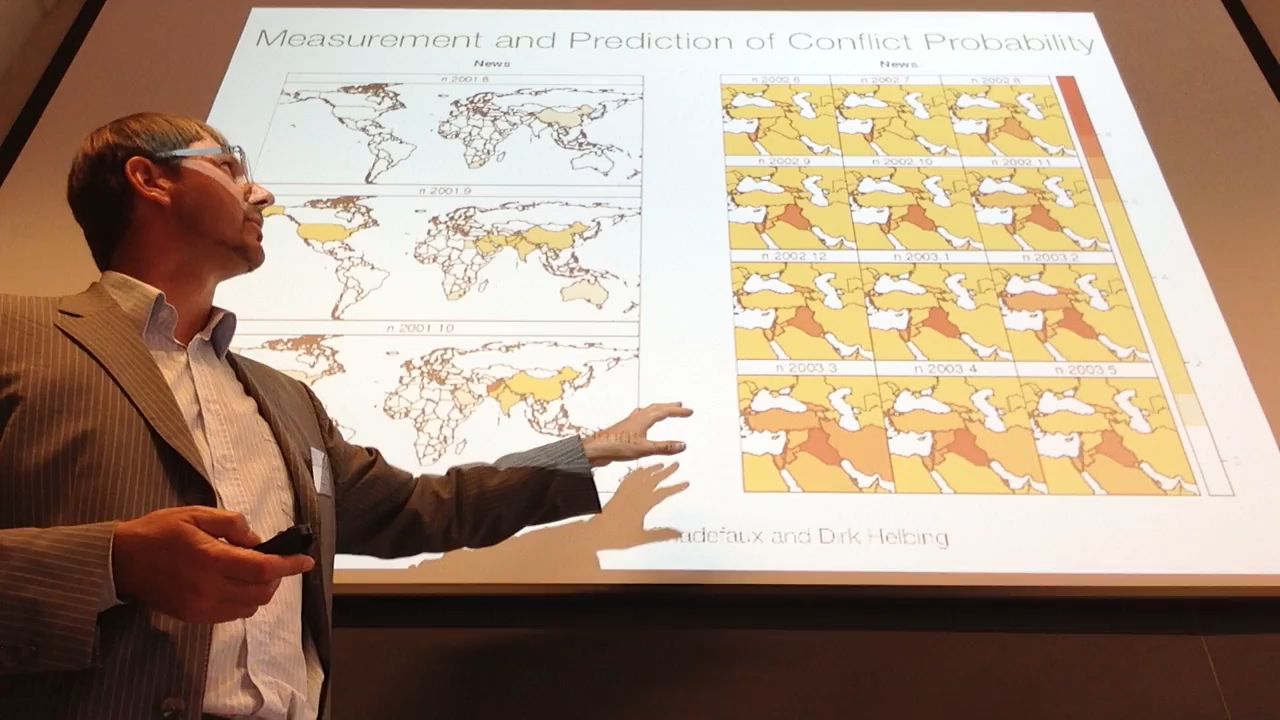 Measurement and Prediction of Conflict Probability
News
n.2001.8
n.2001.9
n.2001.10
News
n.2002.6 n.2002.7 n.2002.8
n.2002.9 n.2002.10 n.2002.11
n.2002.12 n.2003.1 n.2003.2
n.2003.3 n.2003.4 n.2003.5
adefaux and Dirk Helbing